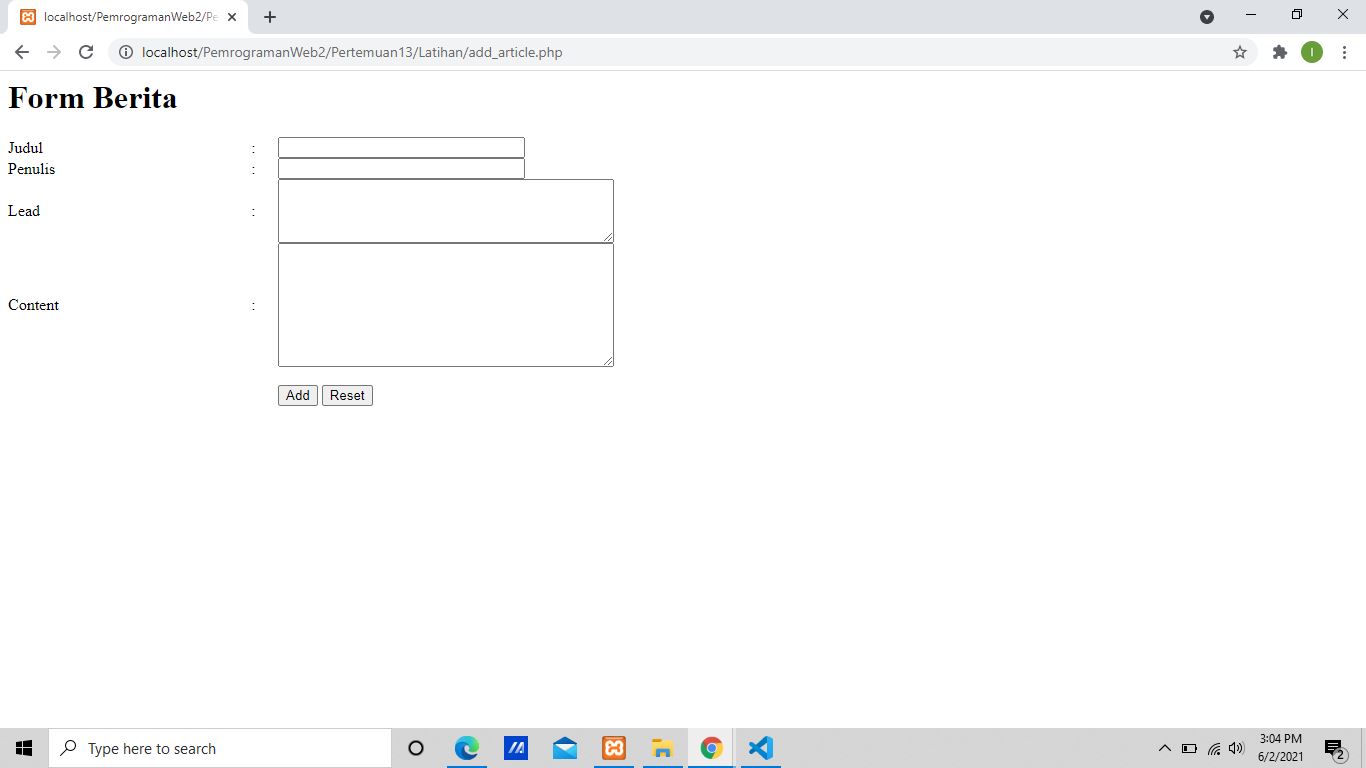 localhost/PemrogramanWeb2/Pe
localhost/PemrogramanWeb2/Pertemuan13/Latihan/add_article.php
I
Form Berita
Judul :
Penulis :
Lead :
Content :
Add Reset
Type here to search
3:04 PM
6/2/2021
2